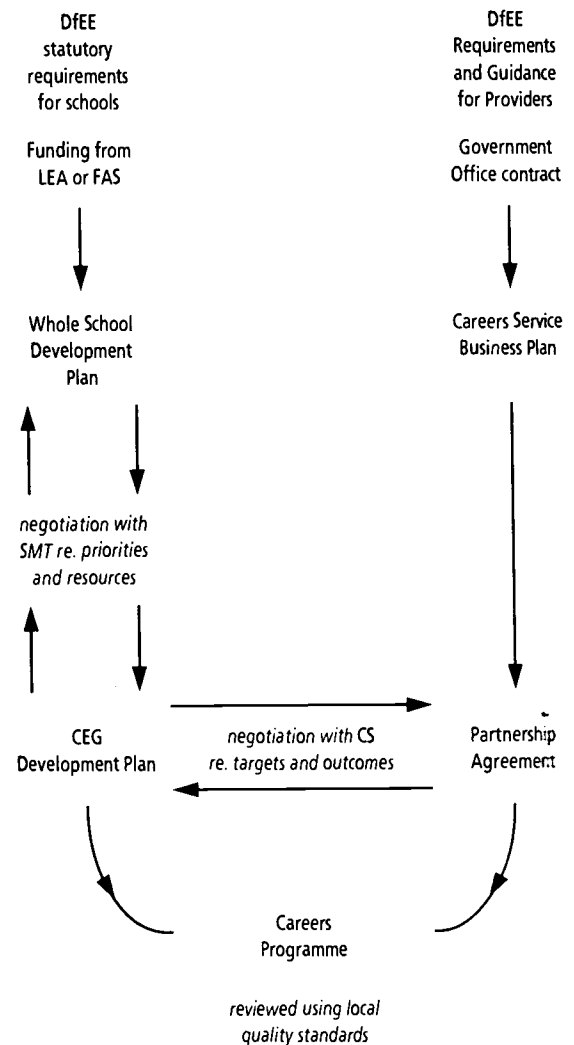 DfEE
statutory
requirements
for schools
Funding from
LEA or FAS
DfEE
Requirements
and Guidance
for Providers
Government
Office contract
Whole School
Development
Plan
Careers Service
Business Plan
negotiation with
SMT re. priorities
and resources
CEG
Development Plan
negotiation with CS
re. targets and outcomes
Partnership
Agreement
Careers
Programme
reviewed using local
quality standards